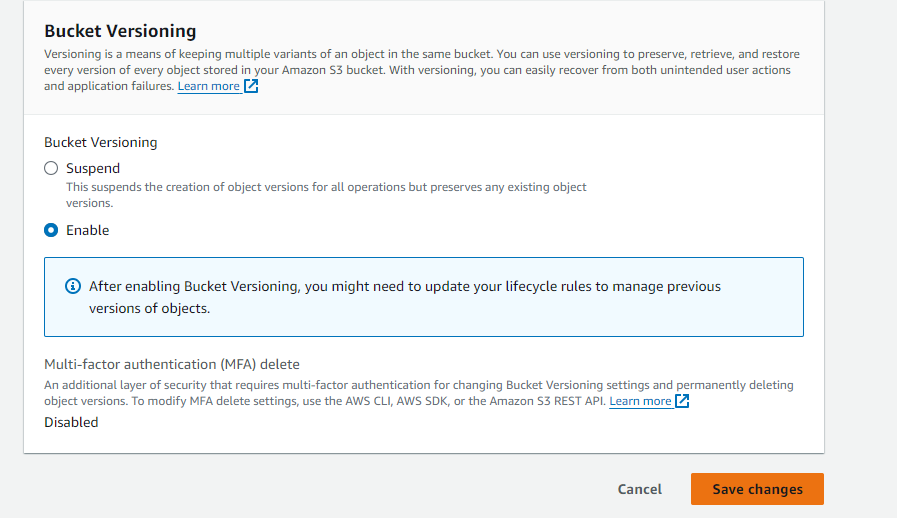 Bucket Versioning
Versioning is a means of keeping multiple variants of an object in the same bucket. You can use versioning to preserve, retrieve, and restore
every version of every object stored in your Amazon S3 bucket. With versioning, you can easily recover from both unintended user actions
and application failures. Learn more
Bucket Versioning
Suspend
This suspends the creation of object versions for all operations but preserves any existing object
versions.
Enable
After enabling Bucket Versioning, you might need to update your lifecycle rules to manage previous
versions of objects.
Multi-factor authentication (MFA) delete
An additional layer of security that requires multi-factor authentication for changing Bucket Versioning settings and permanently deleting
object versions. To modify MFA delete settings, use the AWS CLI, AWS SDK, or the Amazon S3 REST API. Learn more
Disabled
Cancel Save changes